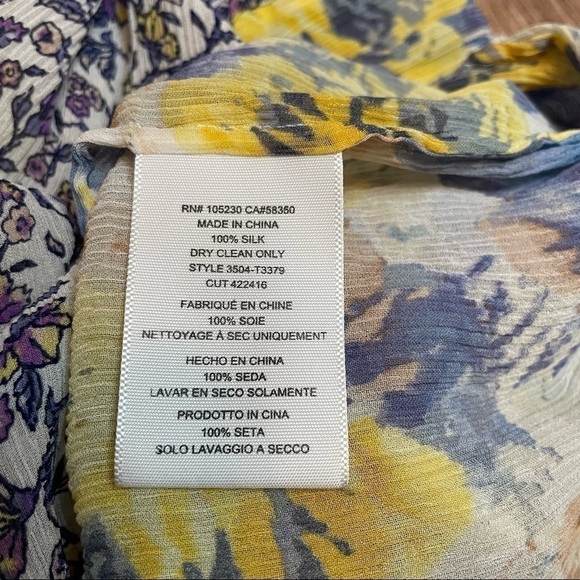 RN# 105230 CA#58350
MADE IN CHINA
100% SILK
DRY CLEAN ONLY
STYLE 3504-T3379
CUT 422416
FABRIQUÉ EN CHINE
100% SOIE
NETTOYAGE À SEC UNIQUEMENT
HECHO EN CHINA
100% SEDA
LAVAR EN SECO SOLAMENTE
PRODOTTO IN CINA
100% SETA
SOLO LAVAGGIO A SECCO